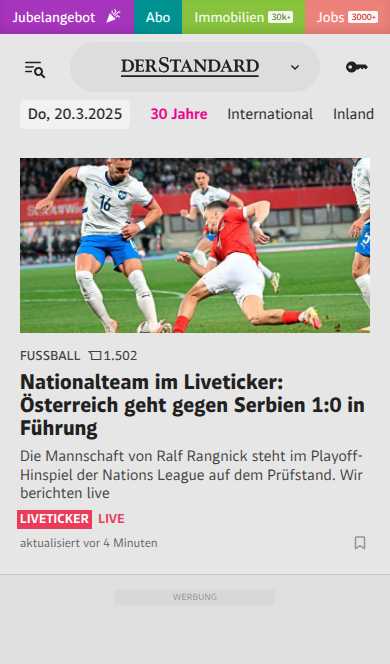 Jubelangebot Abo Immobilien 30k+ Jobs 3000+
DERSTANDARD
Do, 20.3.2025 30 Jahre International Inland
16
FUSSBALL 1.502
Nationalteam im Liveticker:
Österreich geht gegen Serbien 1:0 in
Führung
Die Mannschaft von Ralf Rangnick steht im Playoff-
Hinspiel der Nations League auf dem Prüfstand. Wir
berichten live
LIVETICKER LIVE
aktualisiert vor 4 Minuten
WERBUNG